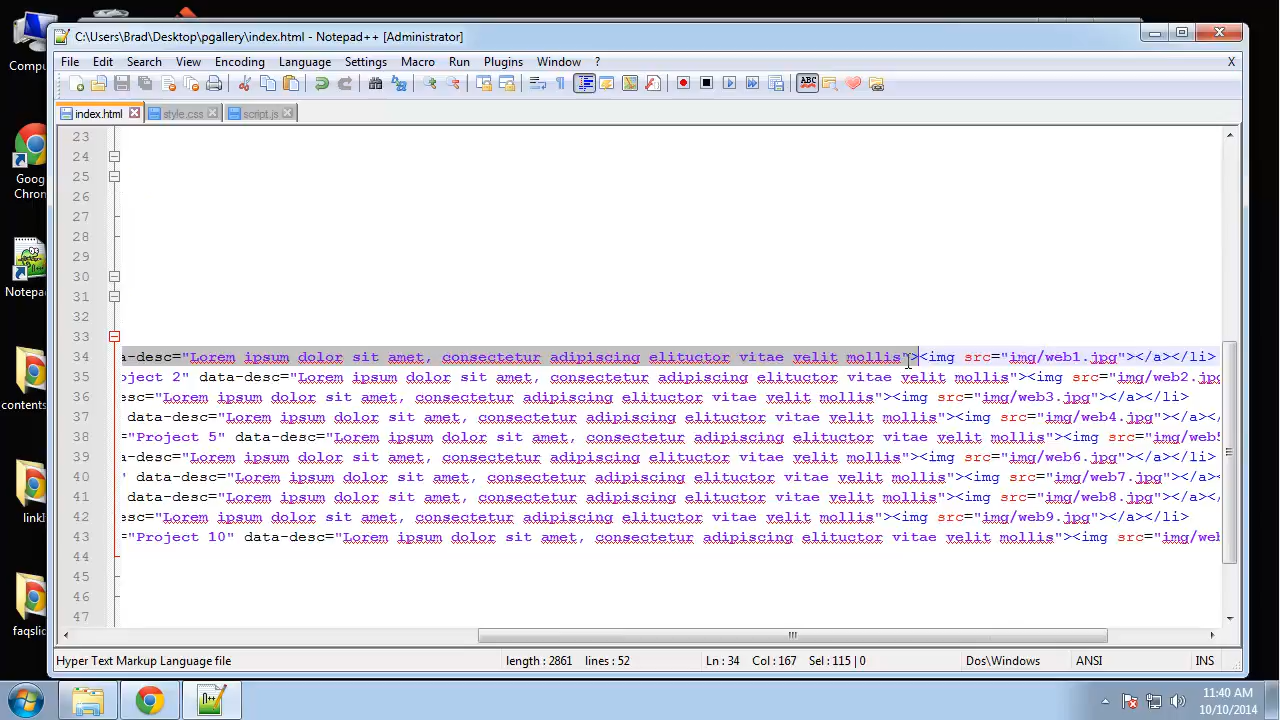 C:\Users\Brad\Desktop\pgallery\index.html - Notepad++ [Administrator]
File Edit Search View Encoding Language Settings Macro Run Plugins Window ? X
index.html style.css script.js
Compu
Goog
Chron
Notepa
contents
linkI
faqslic
23
24
25
26
27
28
29
30
31
32
33
34 a-desc="Lorem ipsum dolor sit amet, consectetur adipiscing elituctor vitae velit mollis"><img src="img/web1.jpg"></a></li>
35 oject 2" data-desc="Lorem ipsum dolor sit amet, consectetur adipiscing elituctor vitae velit mollis"><img src="img/web2.jpg
36 esc="Lorem ipsum dolor sit amet, consectetur adipiscing elituctor vitae velit mollis"><img src="img/web3.jpg"></a></li>
37 data-desc="Lorem ipsum dolor sit amet, consectetur adipiscing elituctor vitae velit mollis"><img src="img/web4.jpg"></a></
38 ="Project 5" data-desc="Lorem ipsum dolor sit amet, consectetur adipiscing elituctor vitae velit mollis"><img src="img/web5
39 a-desc="Lorem ipsum dolor sit amet, consectetur adipiscing elituctor vitae velit mollis"><img src="img/web6.jpg"></a></li>
40 " data-desc="Lorem ipsum dolor sit amet, consectetur adipiscing elituctor vitae velit mollis"><img src="img/web7.jpg"></a><
41 data-desc="Lorem ipsum dolor sit amet, consectetur adipiscing elituctor vitae velit mollis"><img src="img/web8.jpg"></a></
42 esc="Lorem ipsum dolor sit amet, consectetur adipiscing elituctor vitae velit mollis"><img src="img/web9.jpg"></a></li>
43 ="Project 10" data-desc="Lorem ipsum dolor sit amet, consectetur adipiscing elituctor vitae velit mollis"><img src="img/we
44
45
46
47
Hyper Text Markup Language file length : 2861 lines : 52 Ln : 34 Col : 167 Sel : 115 | 0 Dos\Windows ANSI INS
11:40 AM
10/10/2014